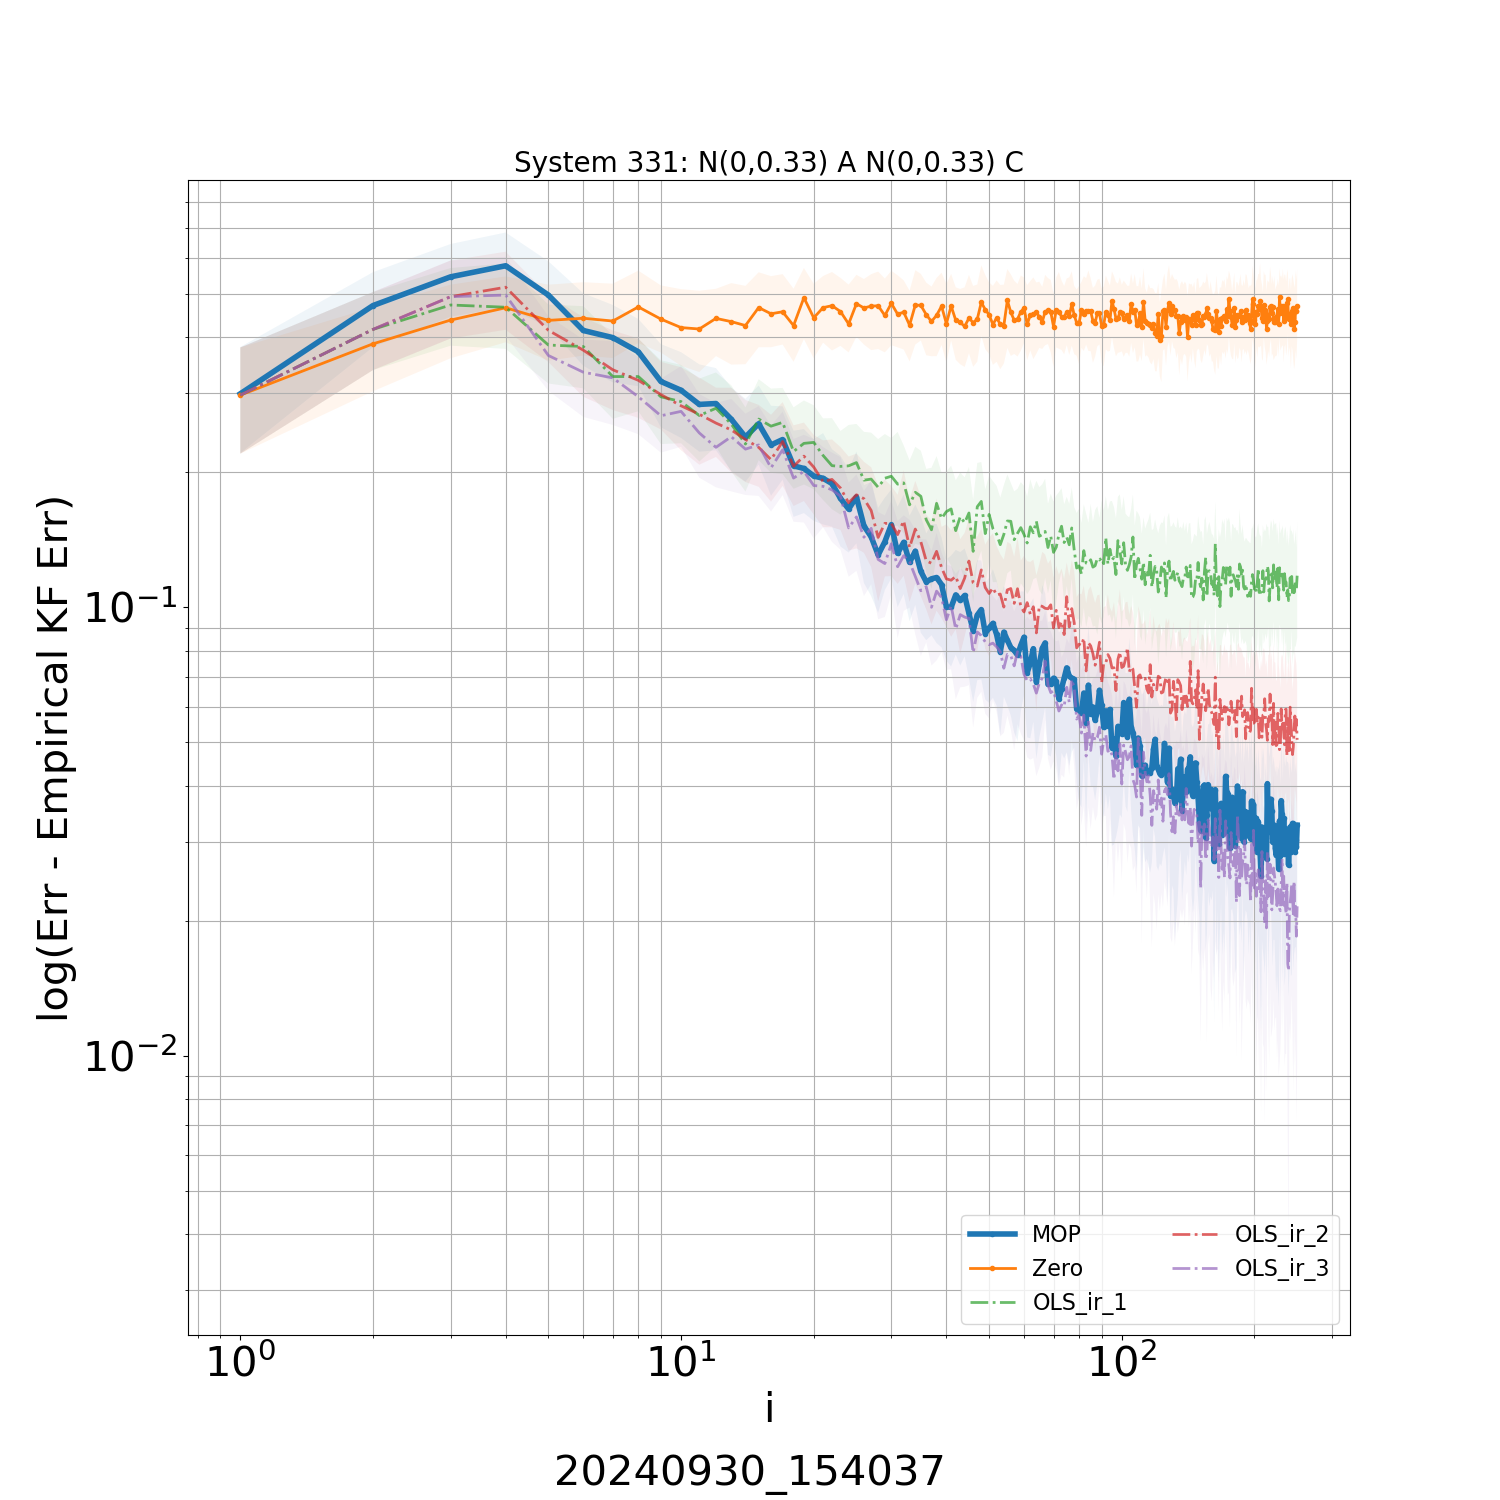 System 331: N(0,0.33) A N(0,0.33) C
log(Err - Empirical KF Err)
10⁻¹
10⁻²
MOP
Zero
OLS_ir_1
OLS_ir_2
OLS_ir_3
10⁰ 10¹ 10²
i
20240930_154037